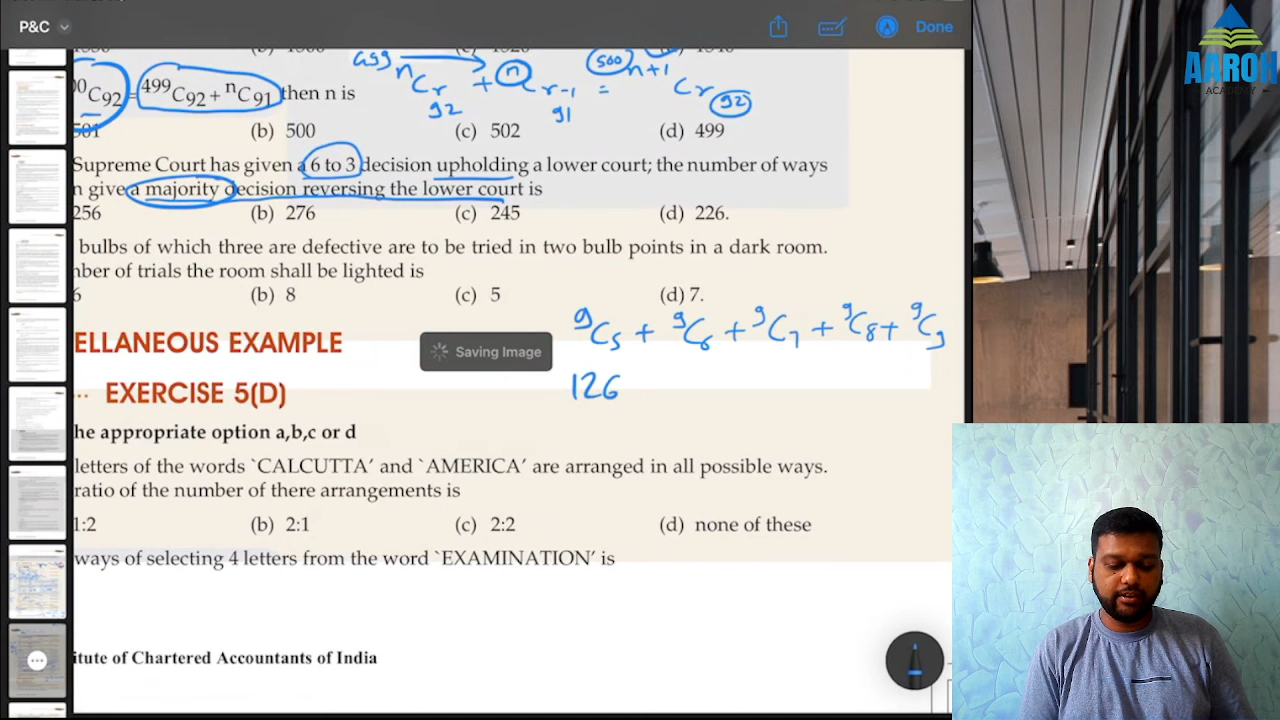 P&C
Done
AAROH
ACADEMY
nCr + nCr-1 = n+1Cr
92 91 500 92
C92 = 499C92 + nC91 then n is
501 (b) 500 (c) 502 (d) 499
Supreme Court has given a 6 to 3 decision upholding a lower court; the number of ways
n give a majority decision reversing the lower court is
256 (b) 276 (c) 245 (d) 226.
bulbs of which three are defective are to be tried in two bulb points in a dark room.
nber of trials the room shall be lighted is
6 (b) 8 (c) 5 (d) 7.
9C5 + 9C6 + 9C7 + 9C8 + 9C9
ELLANEOUS EXAMPLE
Saving Image
126
... EXERCISE 5(D)
he appropriate option a,b,c or d
letters of the words `CALCUTTA' and `AMERICA' are arranged in all possible ways.
ratio of the number of there arrangements is
1:2 (b) 2:1 (c) 2:2 (d) none of these
ways of selecting 4 letters from the word `EXAMINATION' is
itute of Chartered Accountants of India